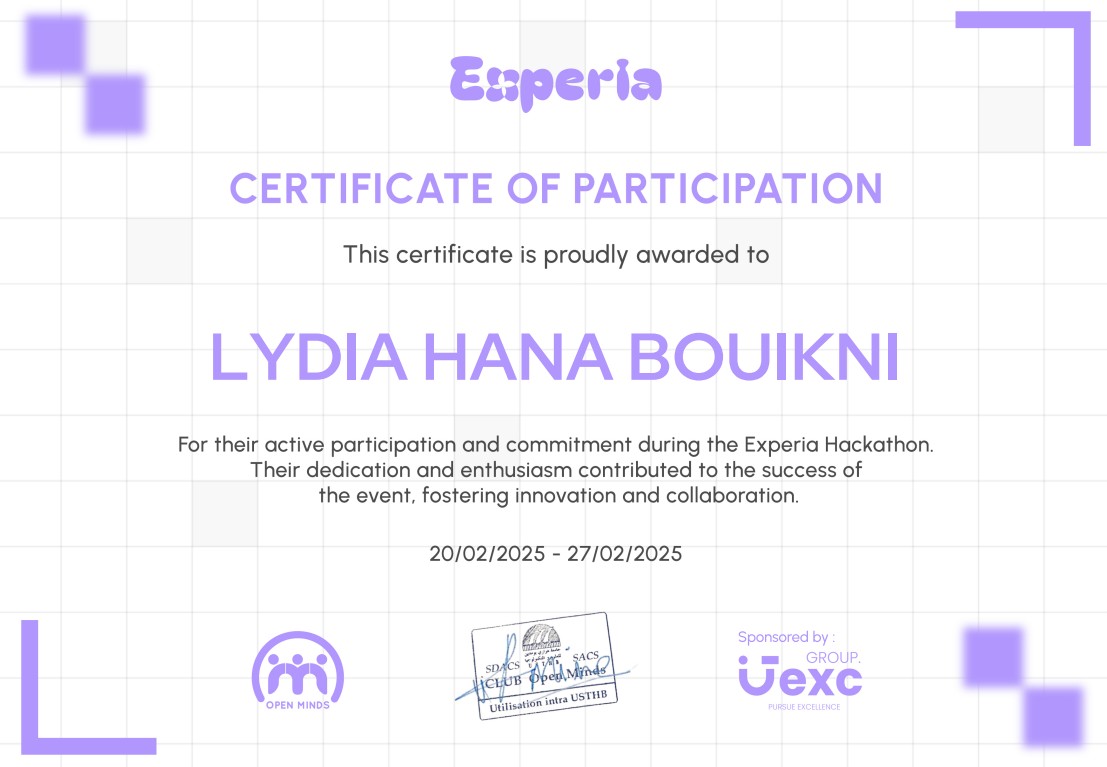 Experia
CERTIFICATE OF PARTICIPATION
This certificate is proudly awarded to
LYDIA HANA BOUIKNI
For their active participation and commitment during the Experia Hackathon.
Their dedication and enthusiasm contributed to the success of
the event, fostering innovation and collaboration.
20/02/2025 - 27/02/2025
OPEN MINDS
SDACS SACS
CLUB Open Minds
Utilisation intra USTHB
Sponsored by :
GROUP.
exc
PURSUE EXCELLENCE